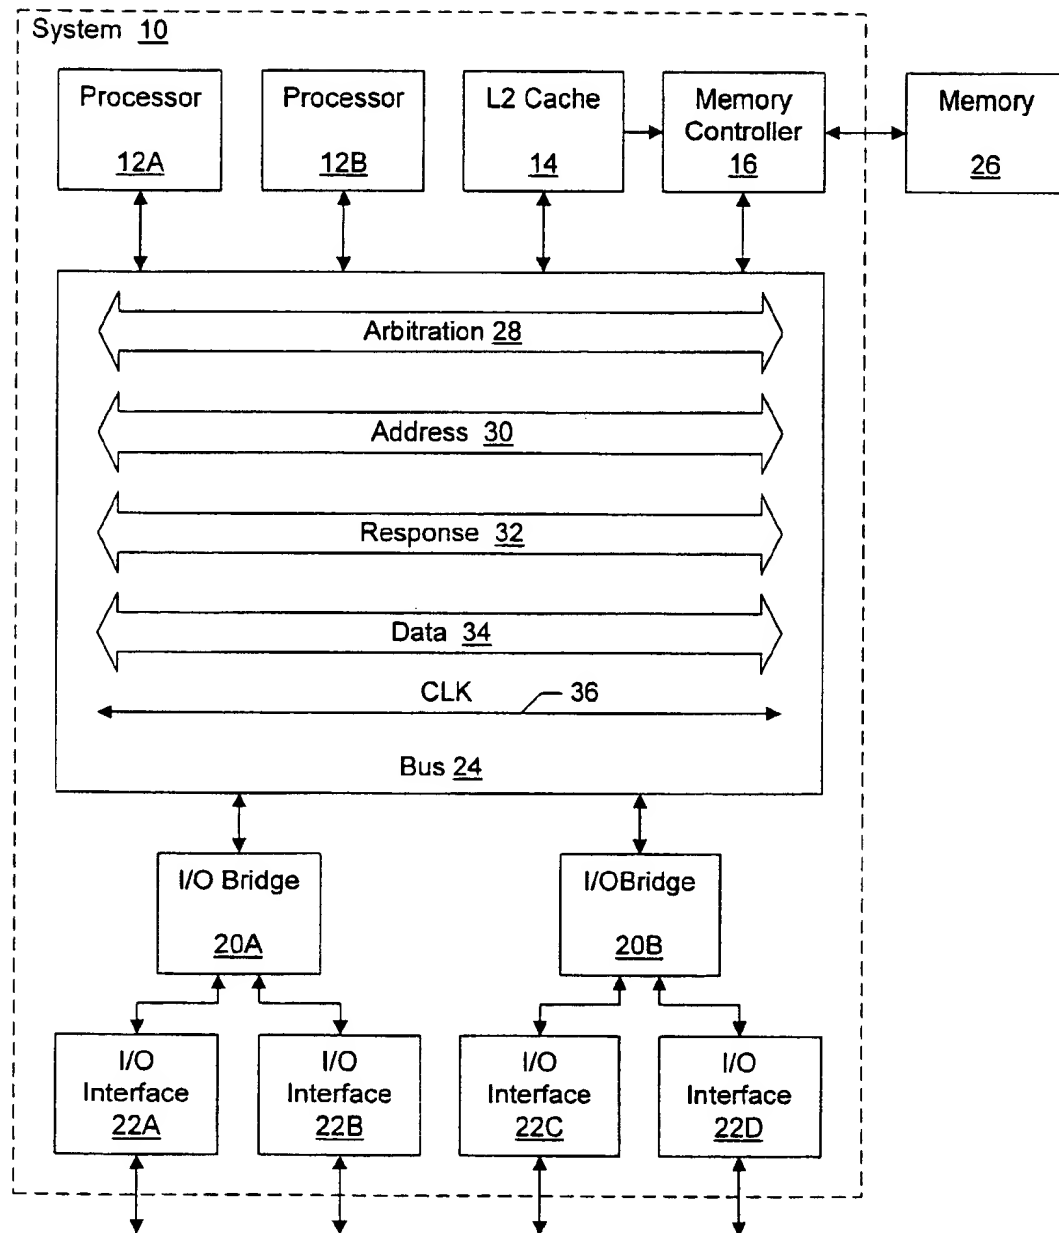 System 10
Processor
12A
Processor
12B
L2 Cache
14
Memory
Controller
16
Memory
26
Arbitration 28
Address 30
Response 32
Data 34
CLK
36
Bus 24
I/O Bridge
20A
I/OBridge
20B
I/O
Interface
22A
I/O
Interface
22B
I/O
Interface
22C
I/O
Interface
22D